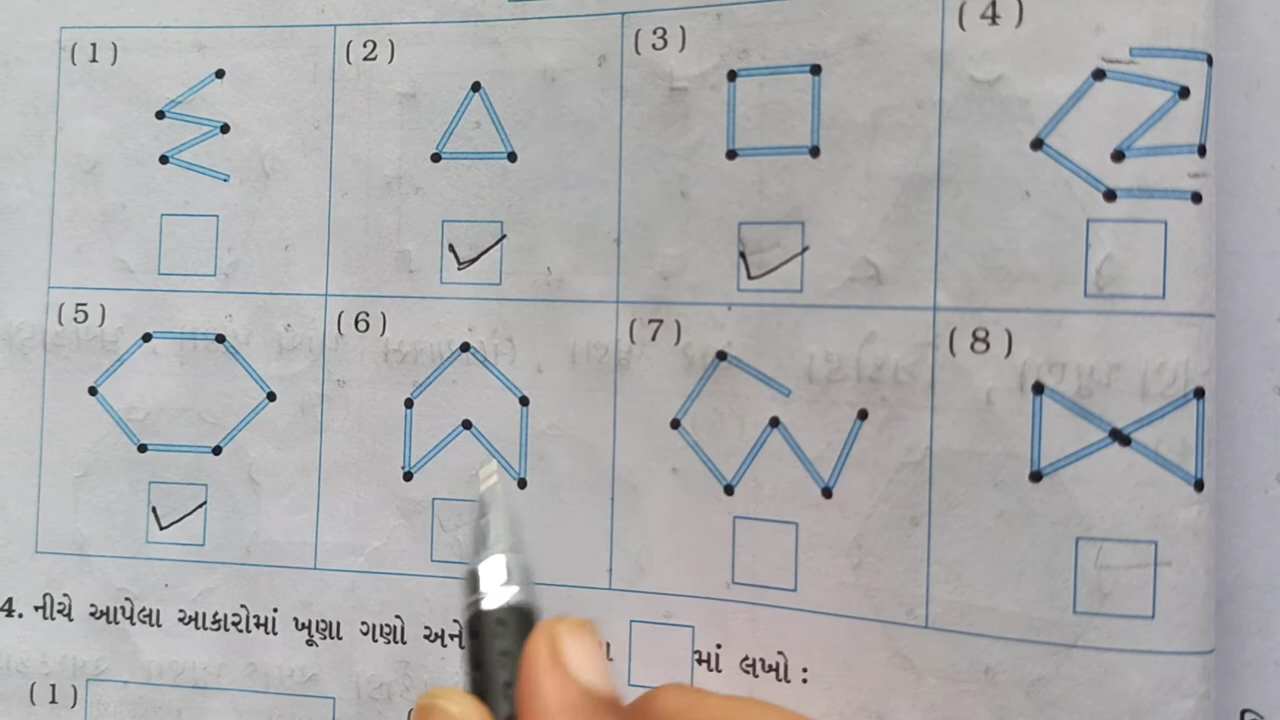 (1) (2) (3) (4)
(5) (6) (7) (8)
4. નીચે આપેલા આકારોમાં ખૂણા ગણો અને માં લખો :
(1)